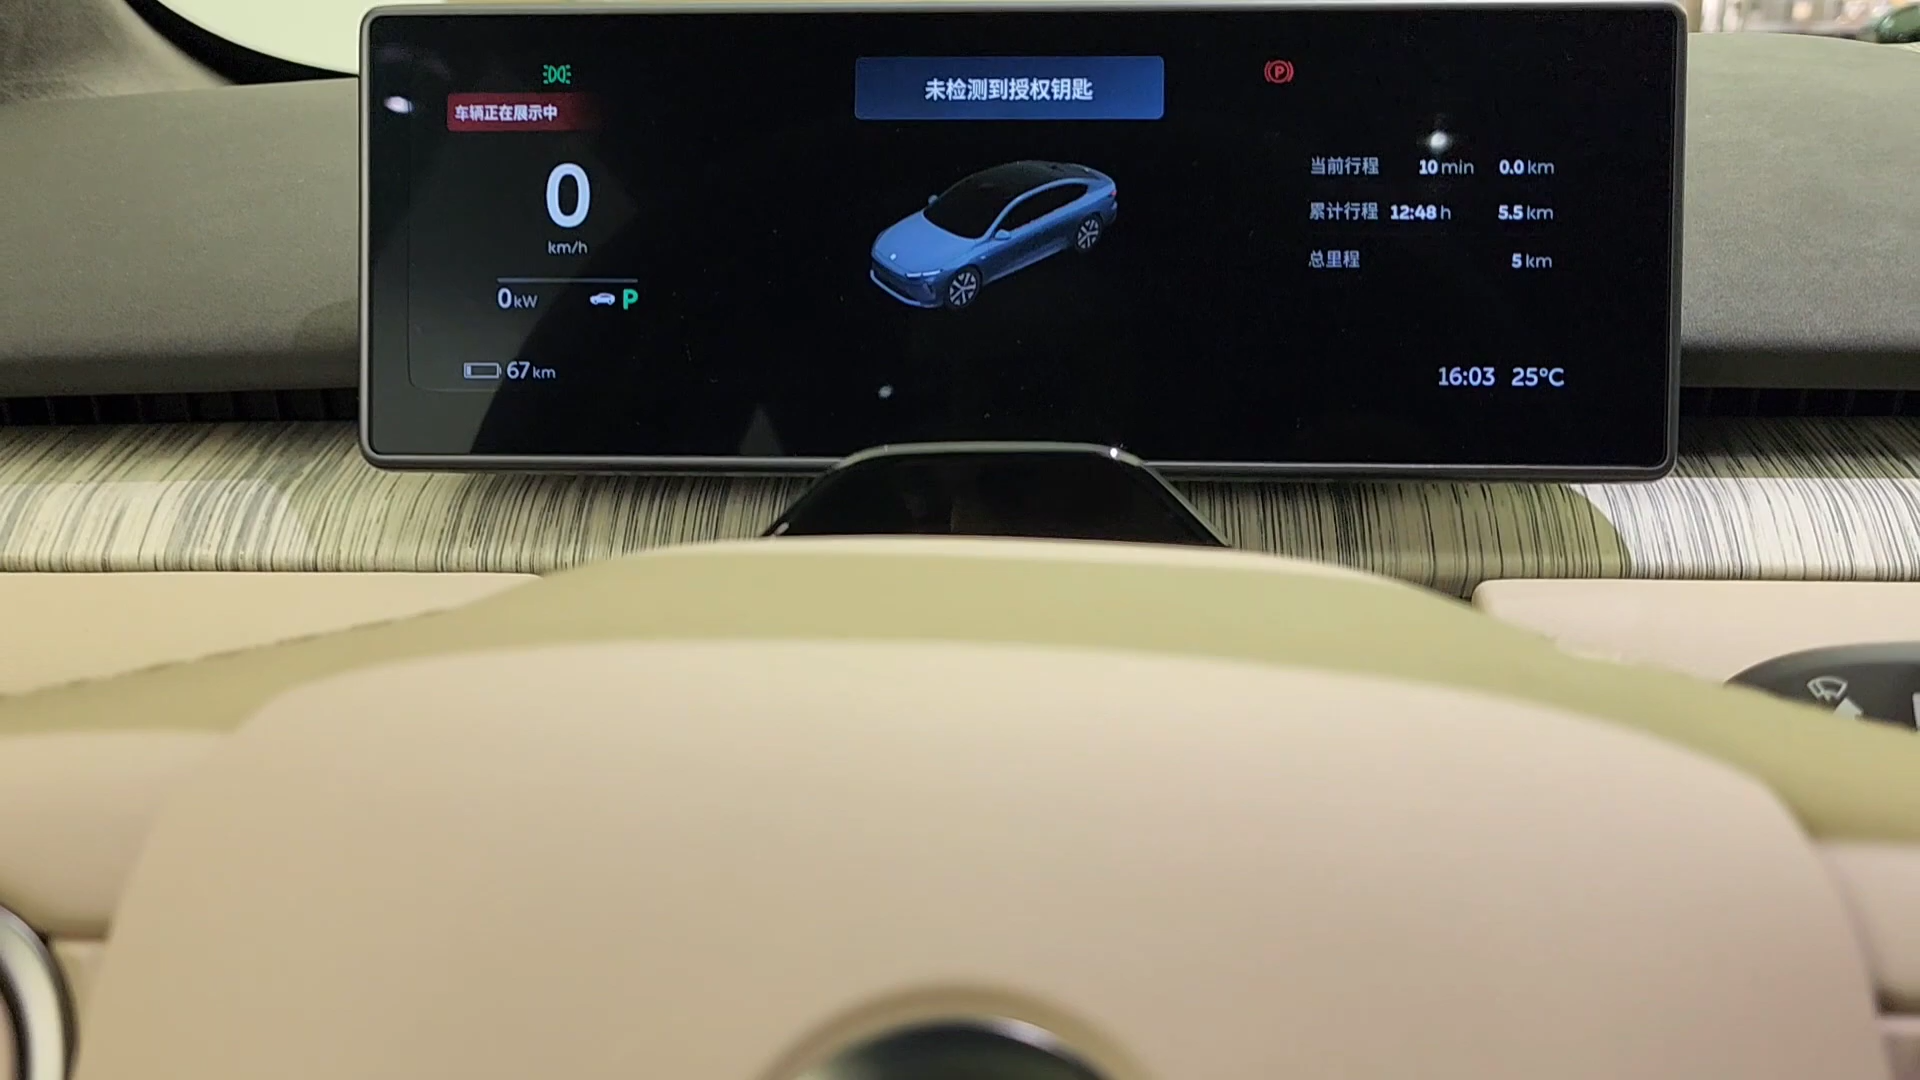 未检测到授权钥匙
车辆正在展示中
0
km/h
0kW P
67km
当前行程 10min 0.0km
累计行程 12:48h 5.5km
总里程 5km
16:03 25°C